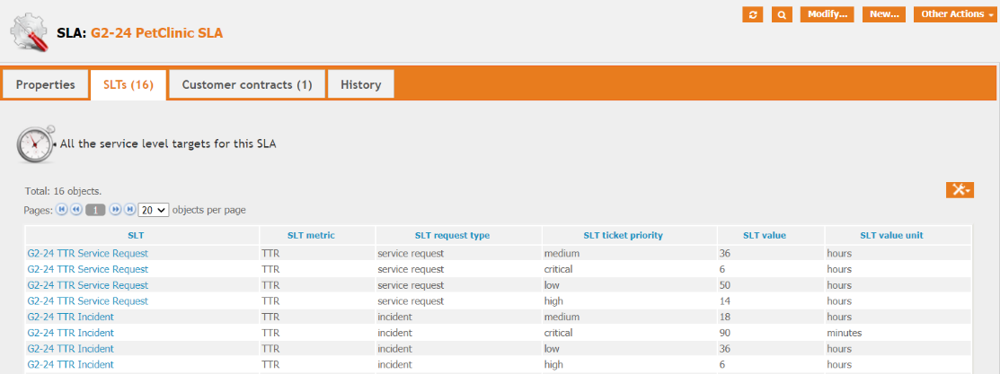 Modify... New... Other Actions
SLA: G2-24 PetClinic SLA
Properties SLTs (16) Customer contracts (1) History
All the service level targets for this SLA
Total: 16 objects.
Pages: 1 20 objects per page
SLT SLT metric SLT request type SLT ticket priority SLT value SLT value unit
G2-24 TTR Service Request TTR service request medium 36 hours
G2-24 TTR Service Request TTR service request critical 6 hours
G2-24 TTR Service Request TTR service request low 50 hours
G2-24 TTR Service Request TTR service request high 14 hours
G2-24 TTR Incident TTR incident medium 18 hours
G2-24 TTR Incident TTR incident critical 90 minutes
G2-24 TTR Incident TTR incident low 36 hours
G2-24 TTR Incident TTR incident high 6 hours